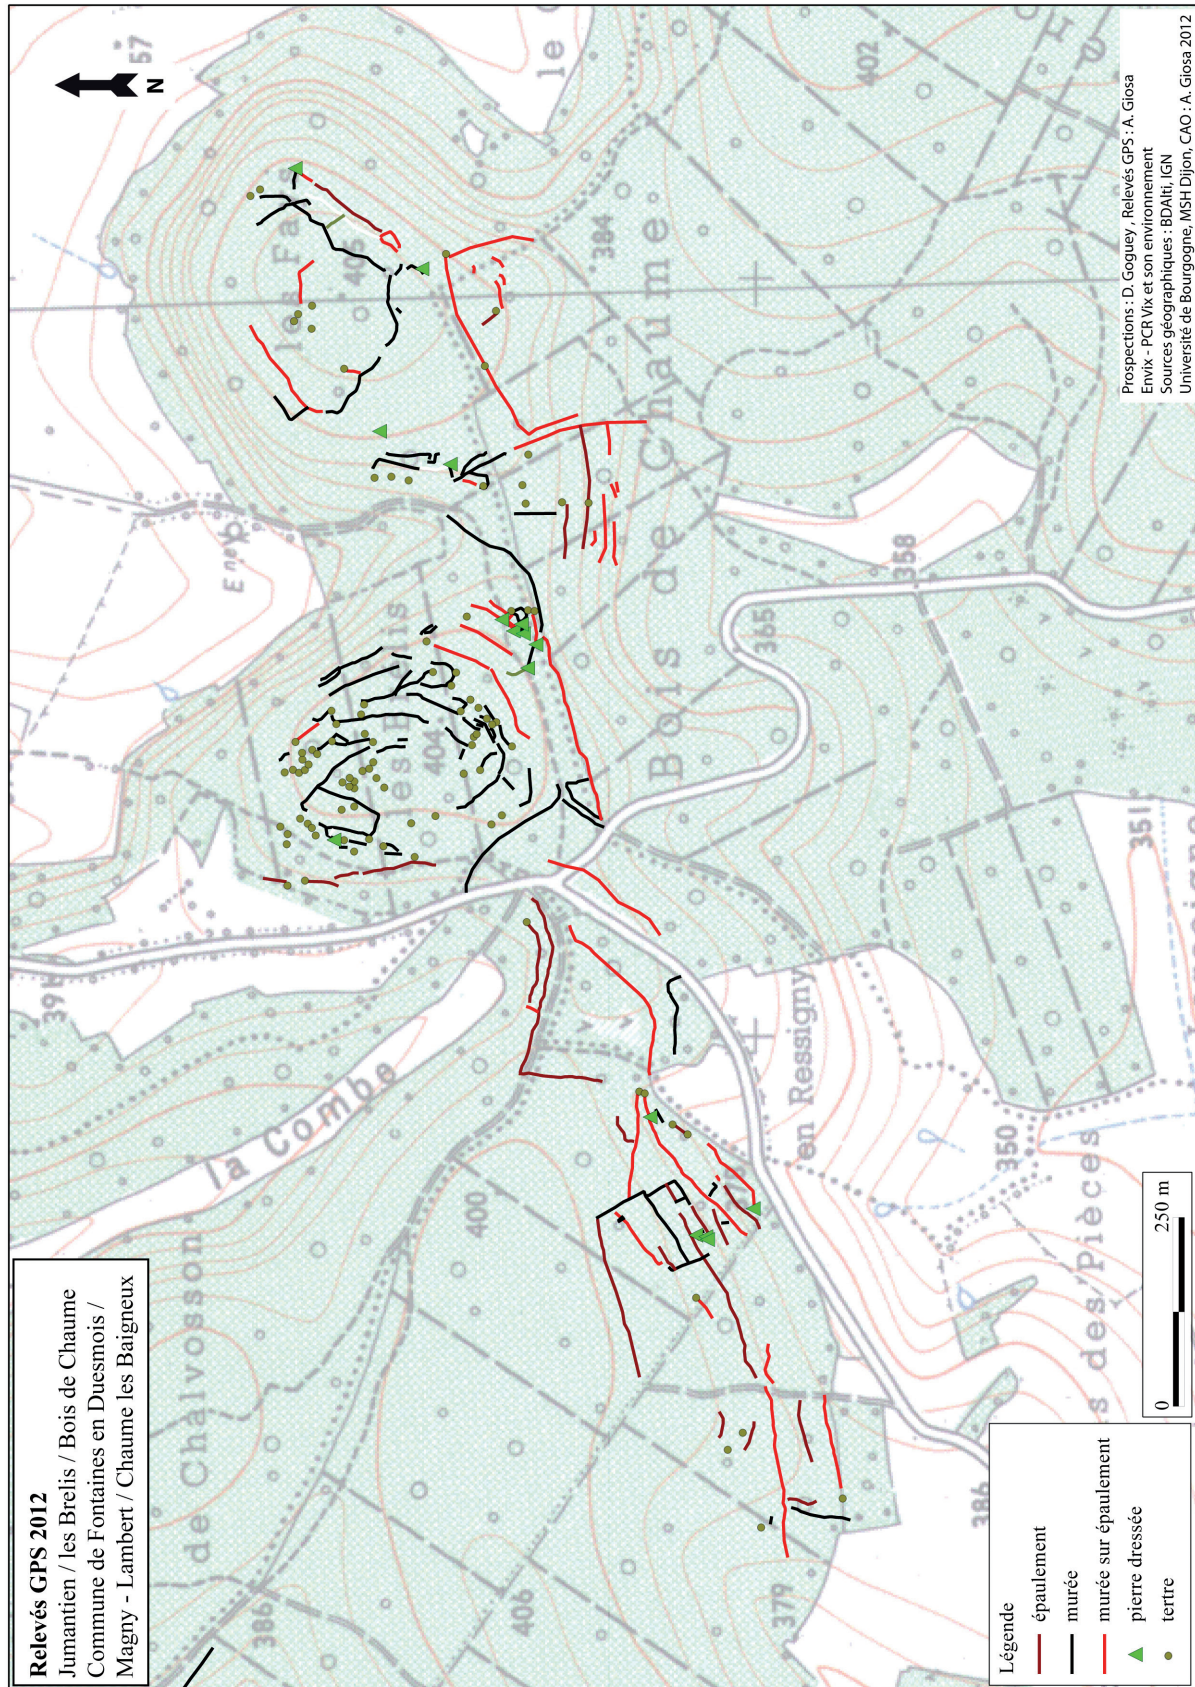 Relevés GPS 2012
Jumantien / les Brelis / Bois de Chaume
Commune de Fontaines en Duesmois /
Magny - Lambert / Chaume les Baigneux
N
57
391
386
de Chalvosson
la Combe
400
406
404
406
402
384
365
358
351
350
386
379
Bois de Chaume
en Ressigny
s des Pièces
le
Légende
épaulement
murée
murée sur épaulement
pierre dressée
tertre
0
250 m
Prospections : D. Goguey , Relevés GPS : A. Giosa
Envix - PCR Vix et son environnement
Sources géographiques : BDAlti, IGN
Université de Bourgogne, MSH Dijon, CAO : A. Giosa 2012